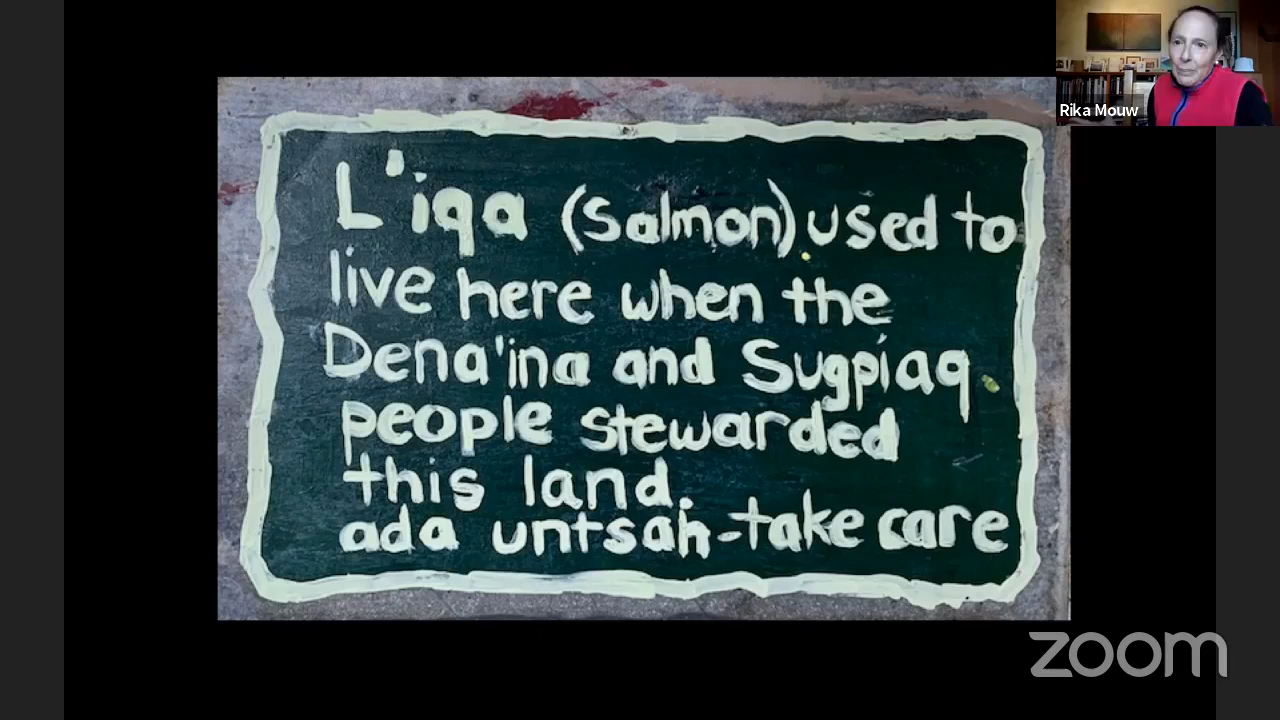 Rika Mouw
L'iqa (Salmon) used to
live here when the
Dena'ina and Sugpiaq
people stewarded
this land.
ada untsah-take care
zoom